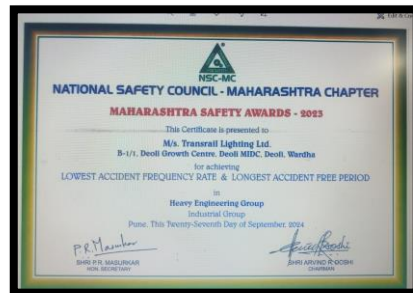 Edit & Cr
NSC-MC
NATIONAL SAFETY COUNCIL - MAHARASHTRA CHAPTER
MAHARASHTRA SAFETY AWARDS - 2023
This Certificate is presented to
M/s. Transrail Lighting Ltd.
B-1/1, Deoli Growth Centre, Deoli MIDC, Deoli, Wardha
for achieving
LOWEST ACCIDENT FREQUENCY RATE & LONGEST ACCIDENT FREE PERIOD
in
Heavy Engineering Group
Industrial Group
Pune, This Twenty-Seventh Day of September, 2024
P.R. Masurkar
SHRI P.R. MASURKAR
HON. SECRETARY
SHRI ARVIND R. DOSHI
CHAIRMAN